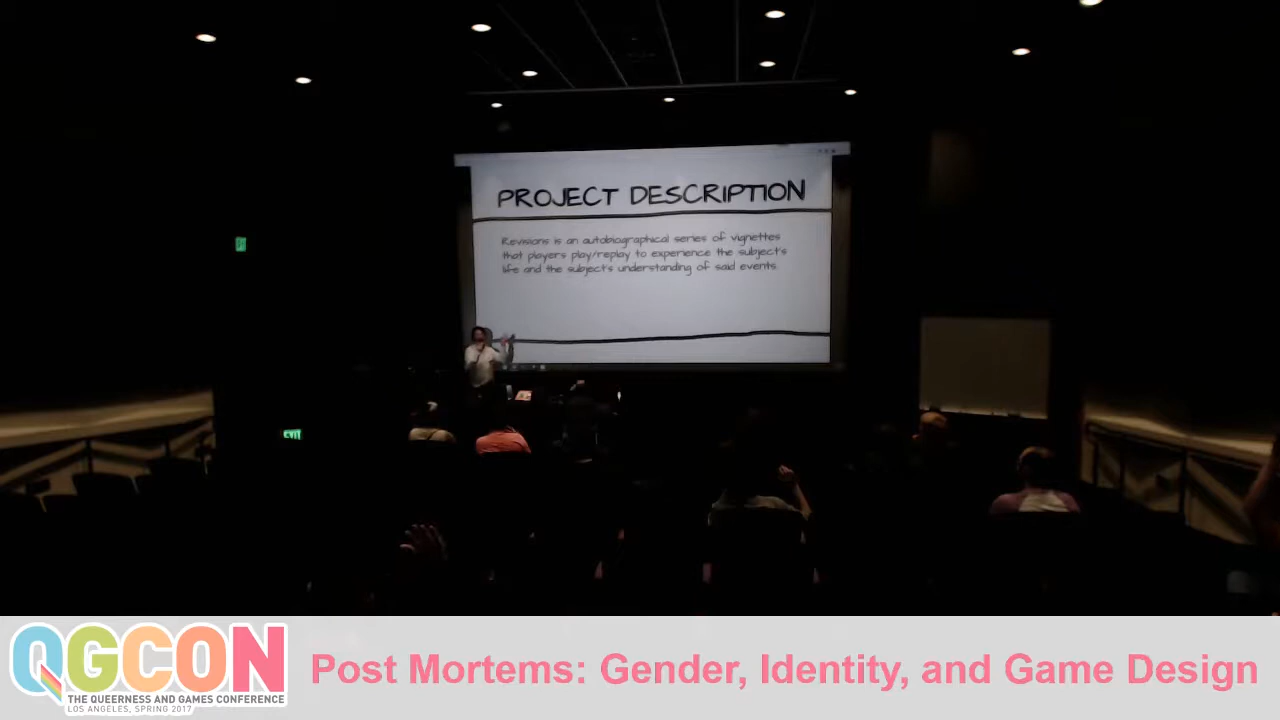 PROJECT DESCRIPTION
Revisions is an autobiographical series of vignettes
that players play/replay to experience the subject's
life and the subject's understanding of said events.
EXIT
QGCON
THE QUEERNESS AND GAMES CONFERENCE
LOS ANGELES, SPRING 2017
Post Mortems: Gender, Identity, and Game Design